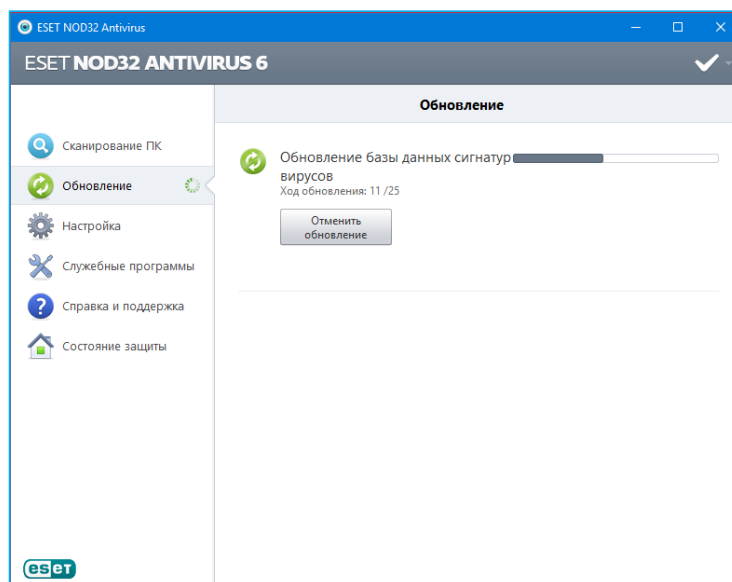 ESET NOD32 Antivirus
ESET NOD32 ANTIVIRUS 6
Обновление
Сканирование ПК
Обновление
Настройка
Служебные программы
Справка и поддержка
Состояние защиты
Обновление базы данных сигнатур
вирусов
Ход обновления: 11 /25
Отменить
обновление
eset